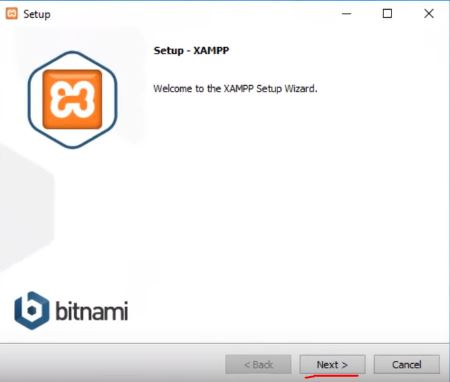 Setup
Setup - XAMPP
Welcome to the XAMPP Setup Wizard.
bitnami
< Back
Next >
Cancel